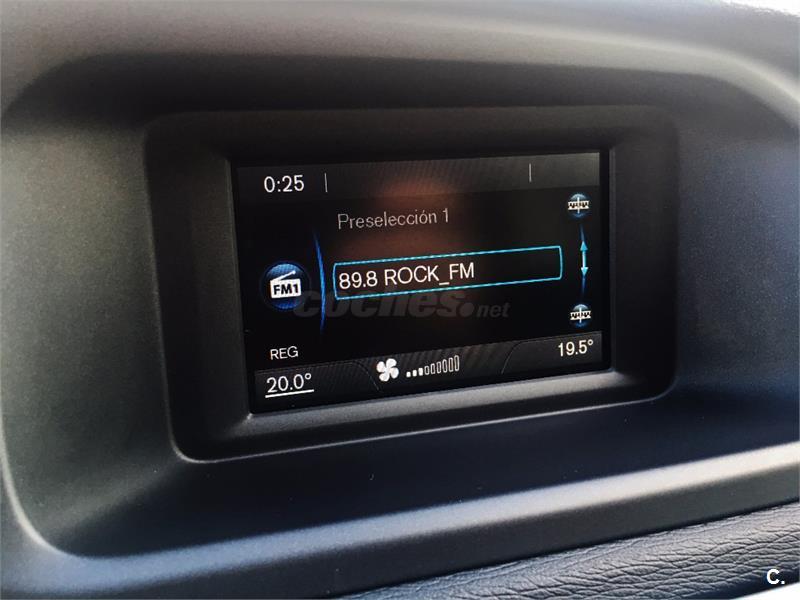 0:25
Preselección 1
89.8 ROCK_FM
FM1
coches.net
REG
20.0°
19.5°
C.